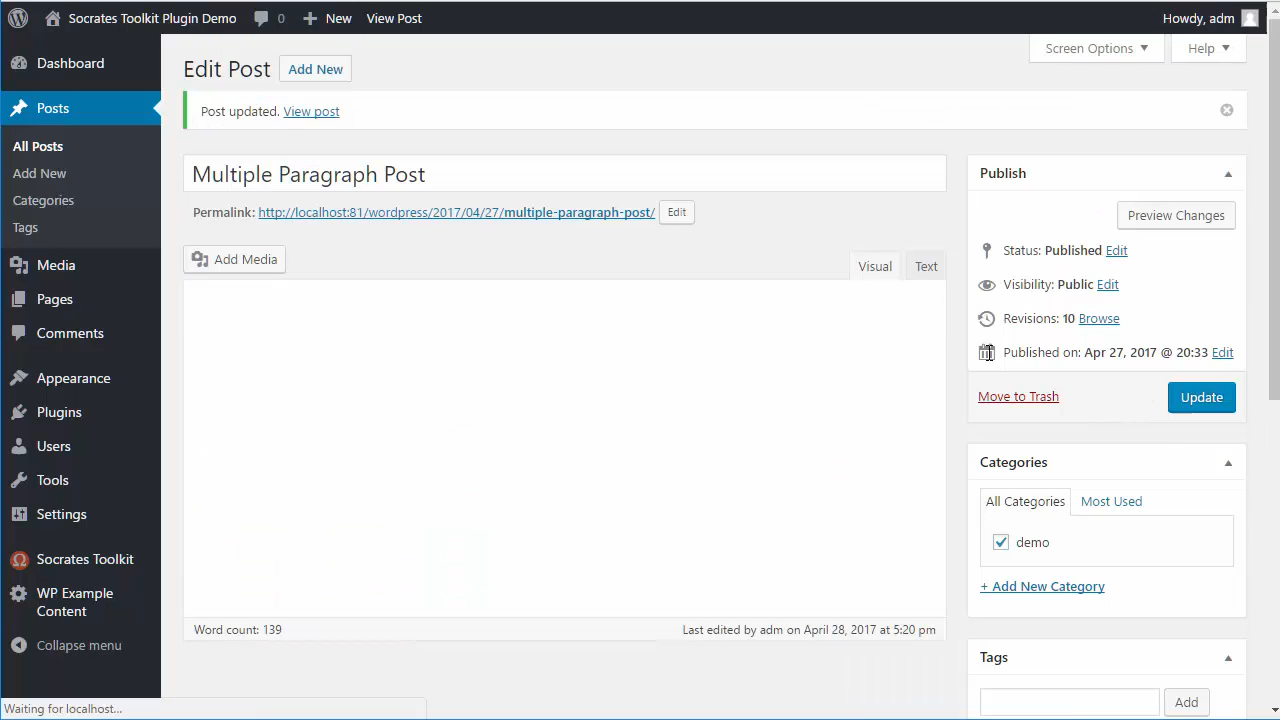 Socrates Toolkit Plugin Demo 0 New View Post Howdy, adm
Screen Options Help
Dashboard
Posts
All Posts
Add New
Categories
Tags
Media
Pages
Comments
Appearance
Plugins
Users
Tools
Settings
Socrates Toolkit
WP Example
Content
Collapse menu
Edit Post Add New
Post updated. View post
Multiple Paragraph Post
Permalink: http://localhost:81/wordpress/2017/04/27/multiple-paragraph-post/ Edit
Add Media
Visual Text
Word count: 139 Last edited by adm on April 28, 2017 at 5:20 pm
Publish
Preview Changes
Status: Published Edit
Visibility: Public Edit
Revisions: 10 Browse
Published on: Apr 27, 2017 @ 20:33 Edit
Move to Trash Update
Categories
All Categories Most Used
demo
+ Add New Category
Tags
Add
Waiting for localhost...